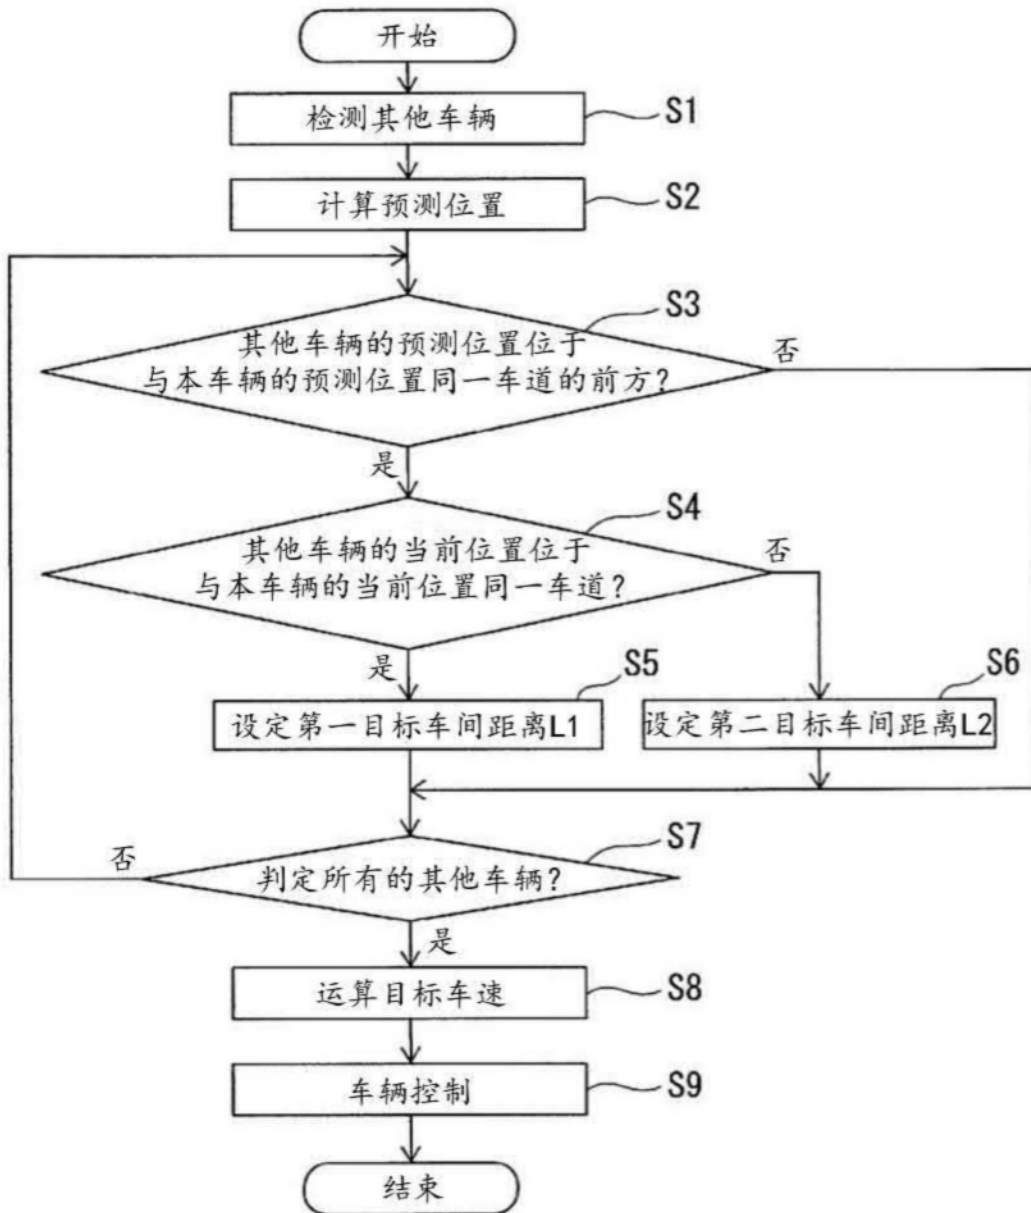 开始
检测其他车辆
S1
计算预测位置
S2
S3
其他车辆的预测位置位于
与本车辆的预测位置同一车道的前方？
否
是
S4
其他车辆的当前位置位于
与本车辆的当前位置同一车道？
否
是
S5
设定第一目标车间距离L1
S6
设定第二目标车间距离L2
S7
判定所有的其他车辆？
否
是
运算目标车速
S8
车辆控制
S9
结束